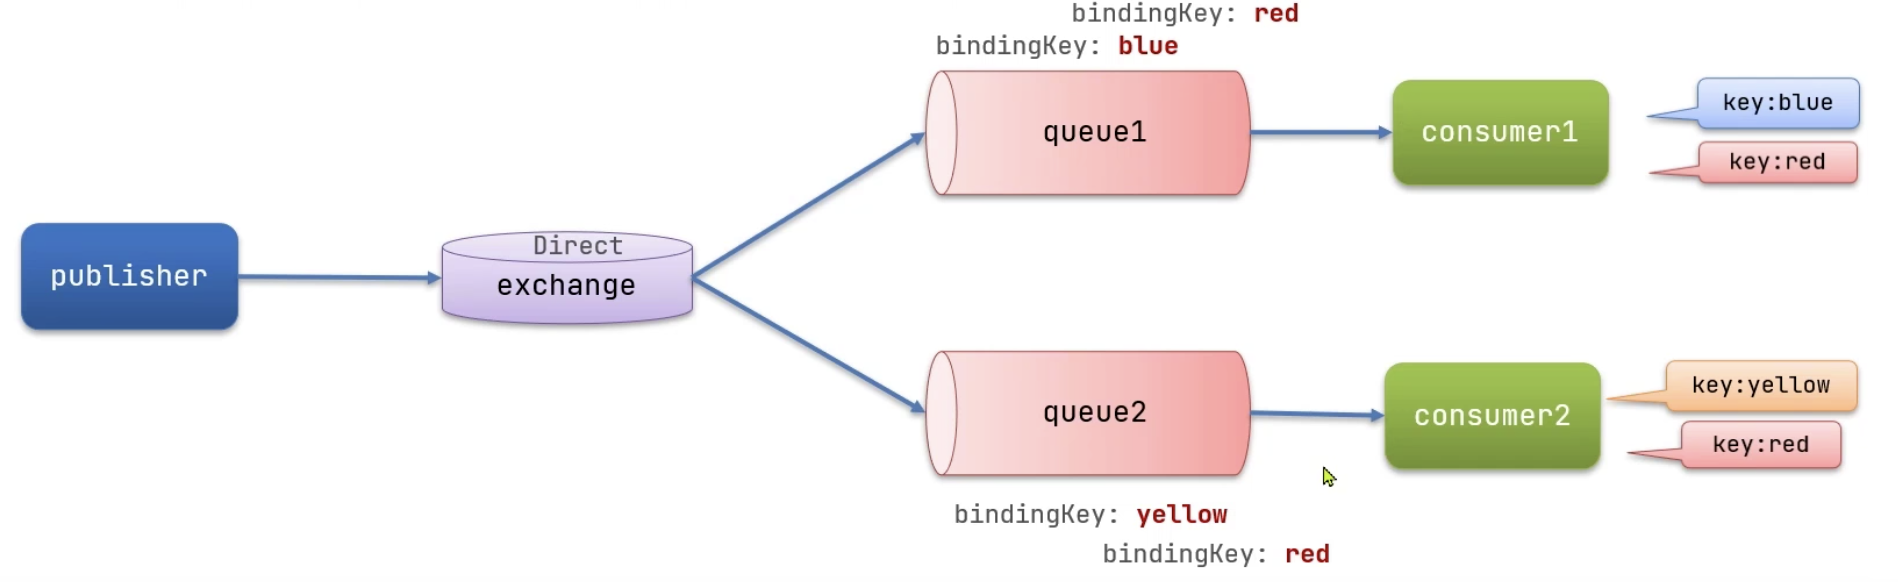 bindingKey: red
bindingKey: blue
queue1
consumer1
key:blue
key:red
publisher
Direct
exchange
queue2
consumer2
key:yellow
key:red
bindingKey: yellow
bindingKey: red